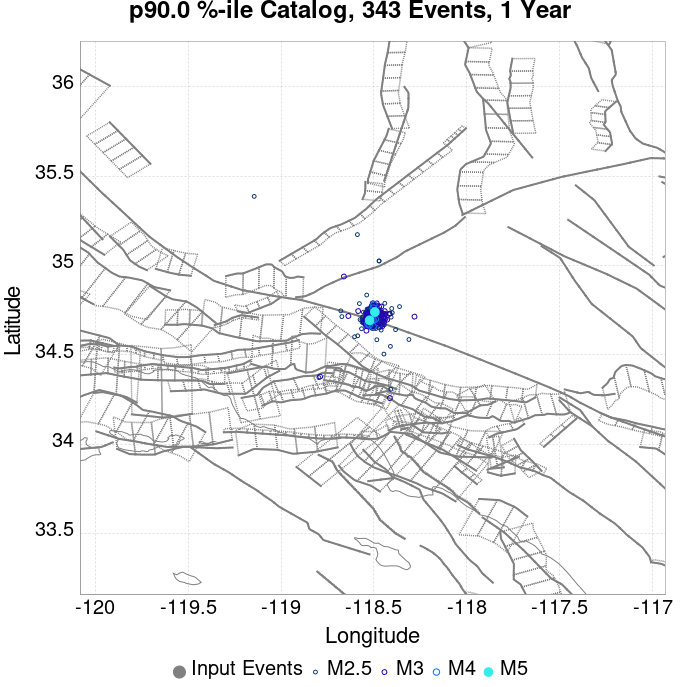 p90.0 %-ile Catalog, 343 Events, 1 Year
36
35.5
35
34.5
34
33.5
Latitude
-120 -119.5 -119 -118.5 -118 -117.5 -117
Longitude
Input Events M2.5 M3 M4 M5